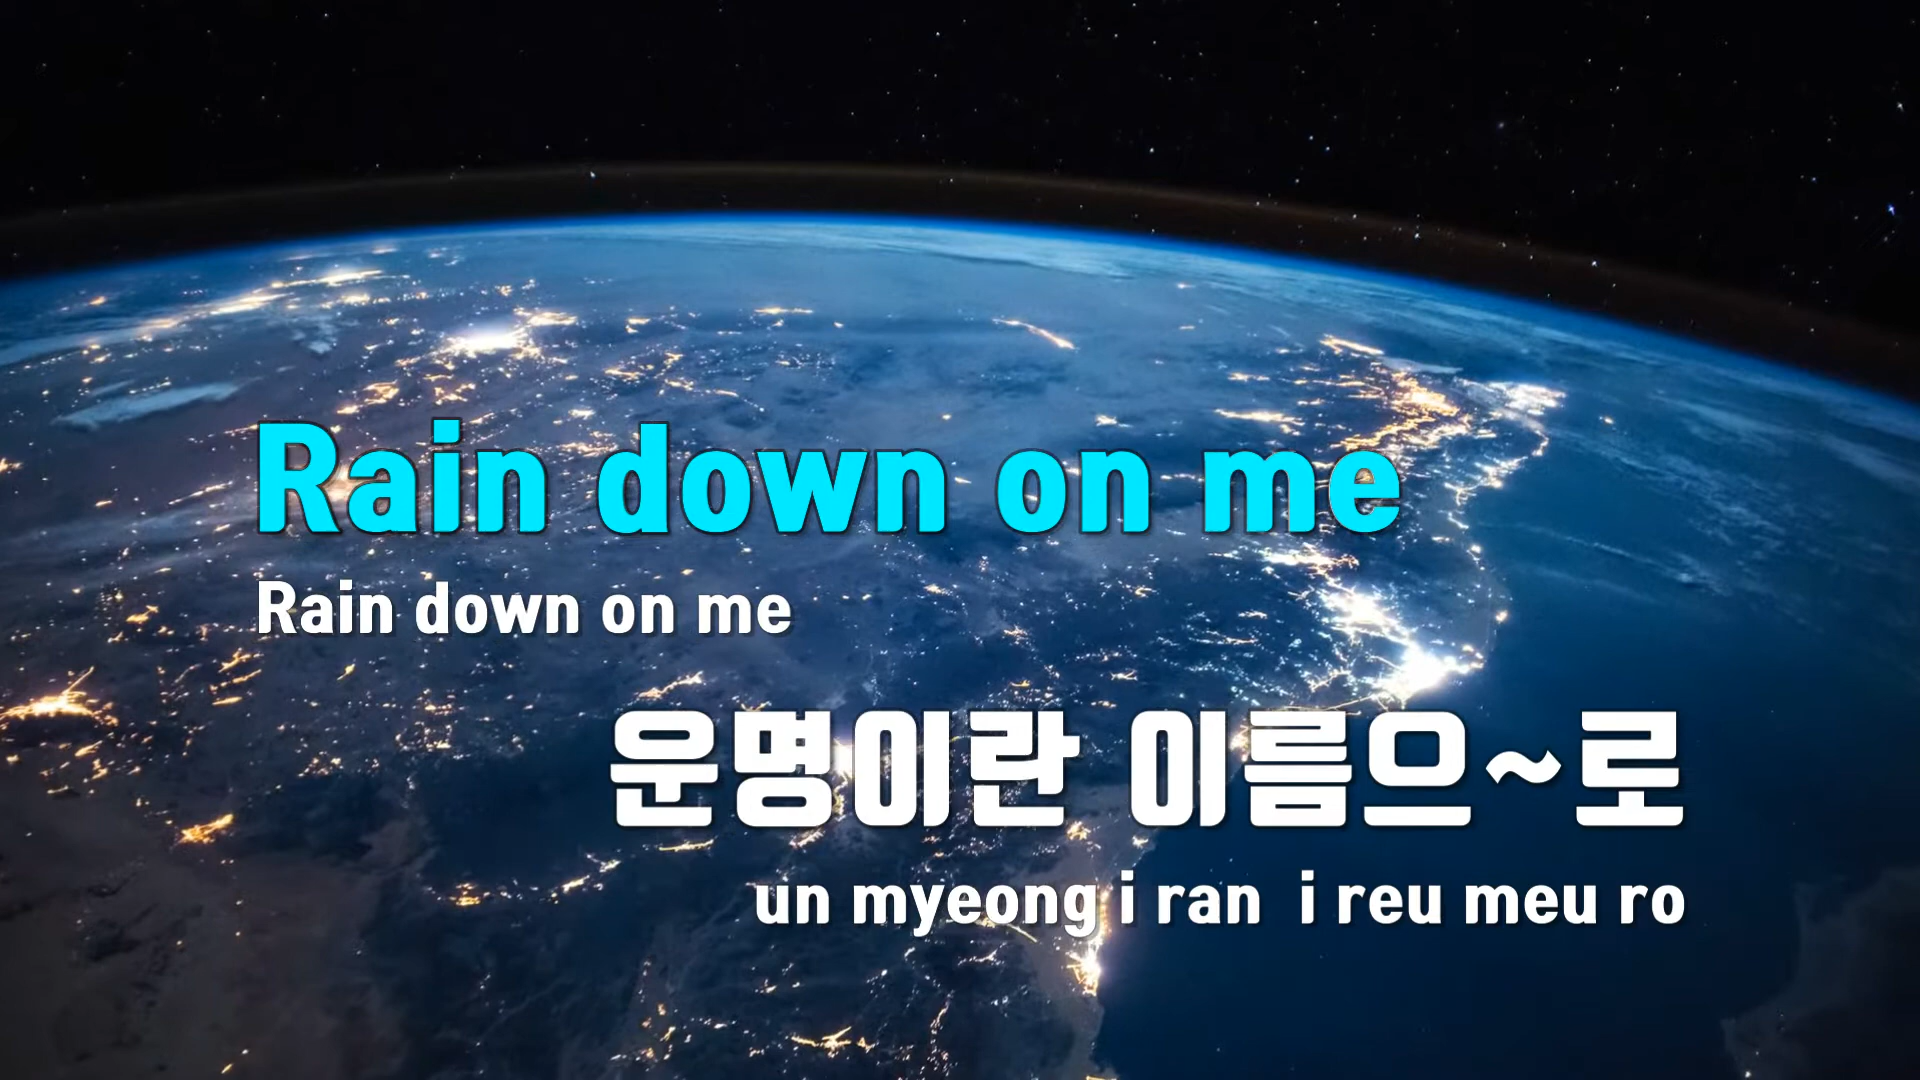 Rain down on me
Rain down on me
운명이란 이름으~로
un myeong i ran i reu meu ro